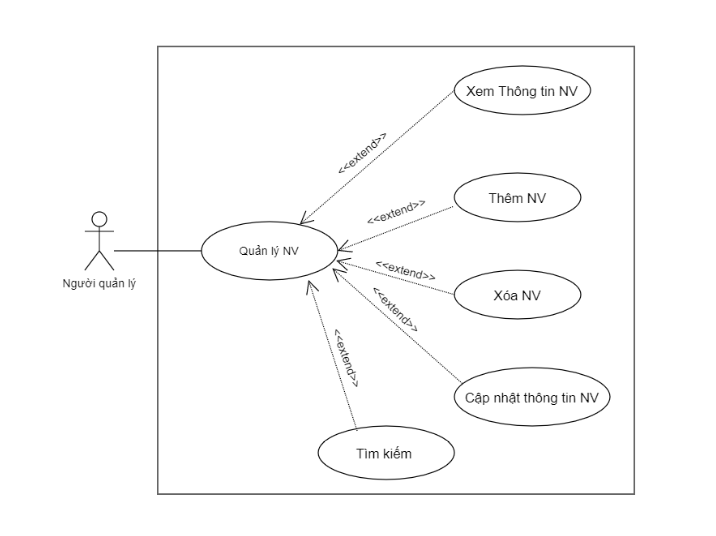 Xem Thông tin NV
<<extend>>
Thêm NV
<<extend>>
Quản lý NV
<<extend>>
Người quản lý
Xóa NV
<<extend>>
<<extend>>
Cập nhật thông tin NV
Tìm kiếm